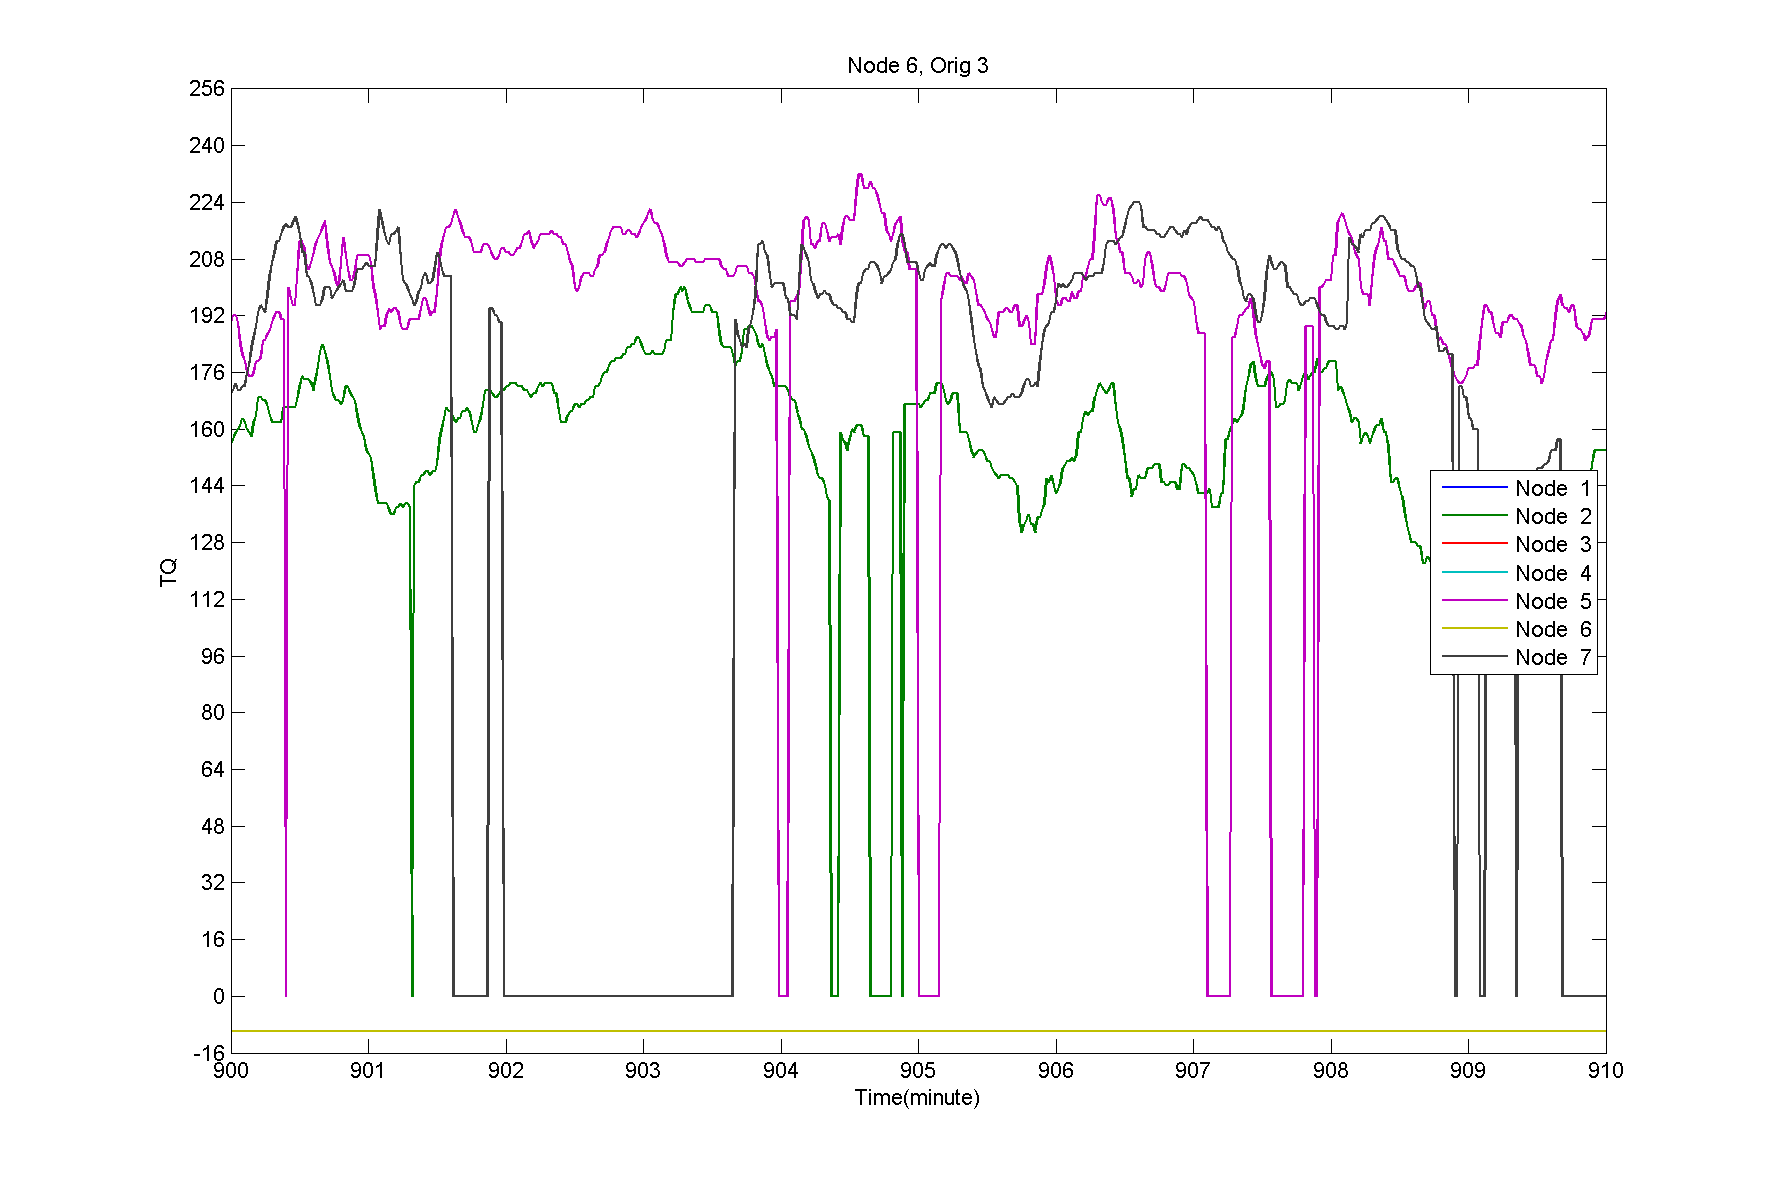 Node 6, Orig 3
256
240
224
208
192
176
160
144
128
112
96
80
64
48
32
16
0
-16
TQ
Node 1
Node 2
Node 3
Node 4
Node 5
Node 6
Node 7
900 901 902 903 904 905 906 907 908 909 910
Time(minute)